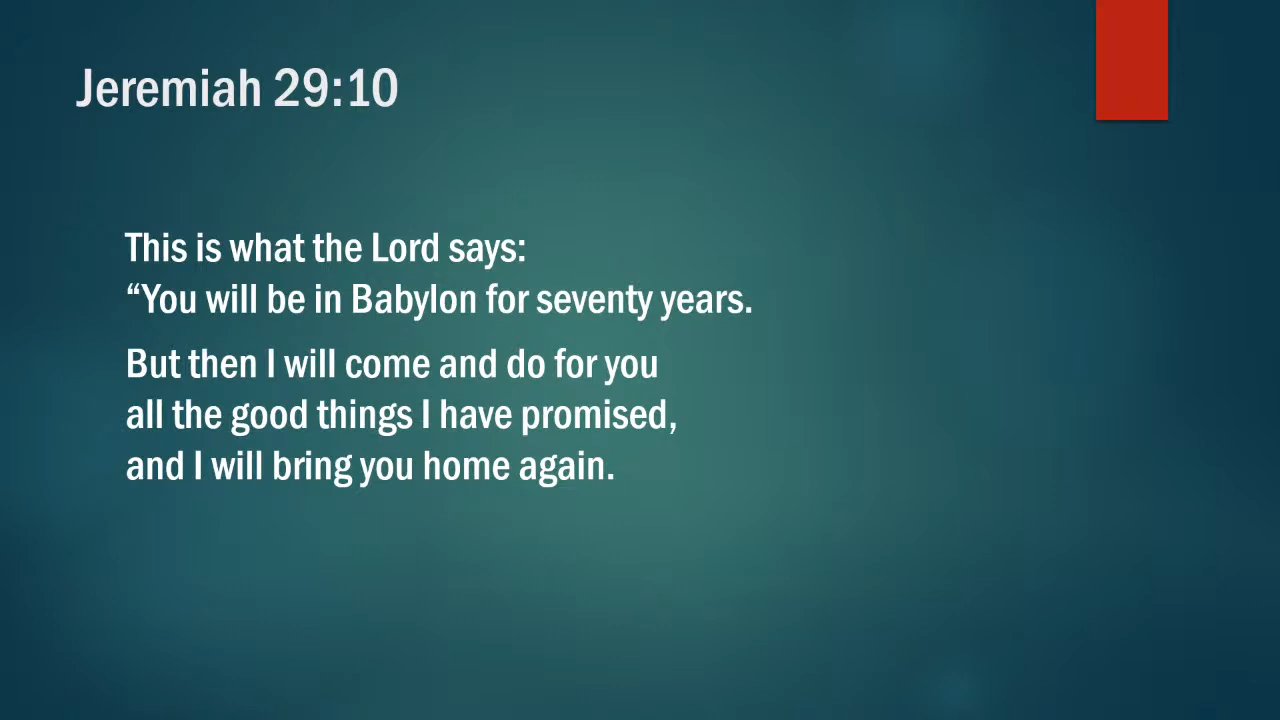 Jeremiah 29:10
This is what the Lord says:
“You will be in Babylon for seventy years.
But then I will come and do for you
all the good things I have promised,
and I will bring you home again.